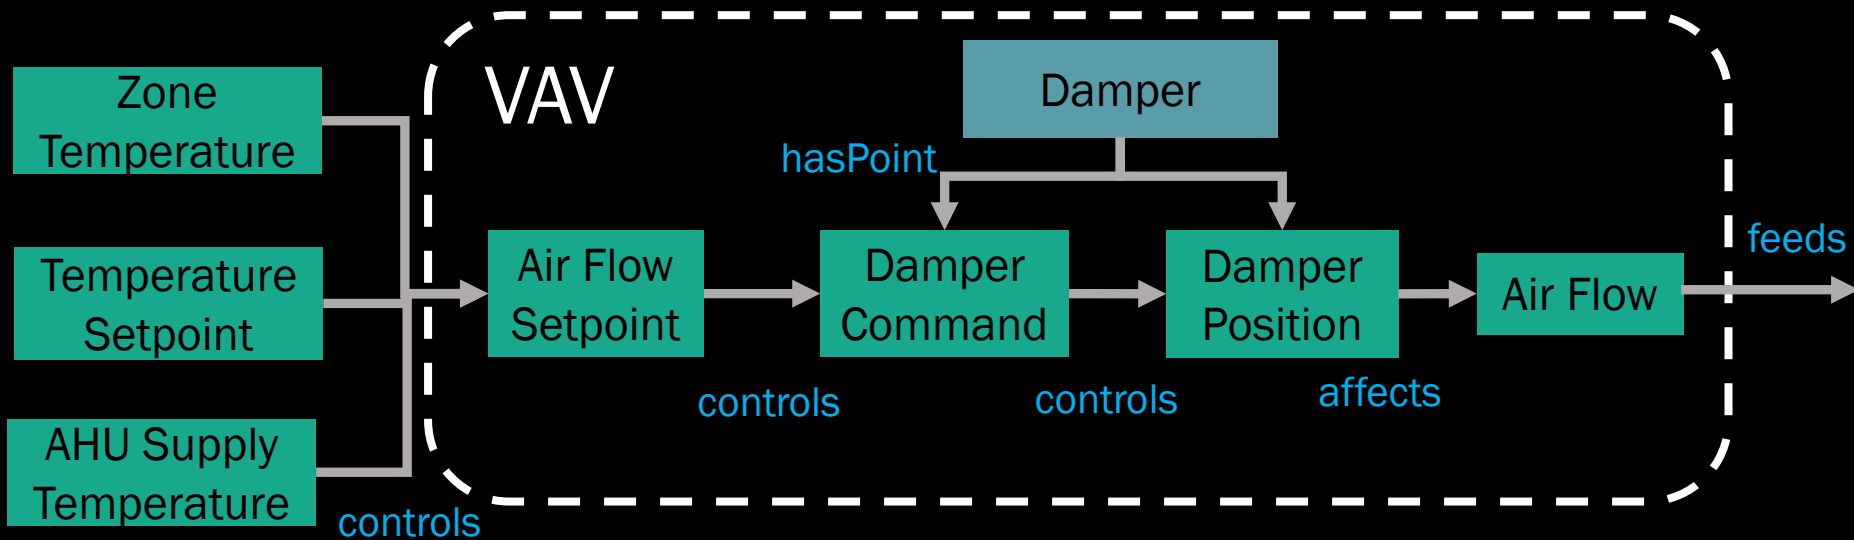 Zone
Temperature
Temperature
Setpoint
AHU Supply
Temperature
controls
VAV
Damper
hasPoint
Air Flow
Setpoint
controls
Damper
Command
controls
Damper
Position
affects
Air Flow
feeds